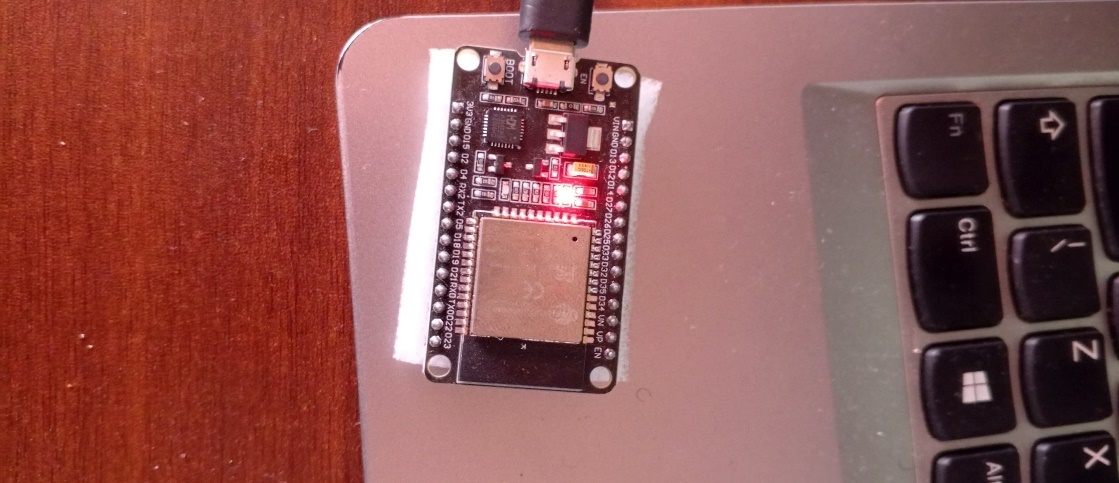 BOOT
EN
3V3 GND D15 D2 D4 RX2 TX2 D5 D18 D19 D21 RX0 TX0 D22 D23
VIN GND D13 D12 D14 D27 D26 D25 D33 D32 D35 D34 VN VP EN
Fn
Ctrl
\ |
Z
X